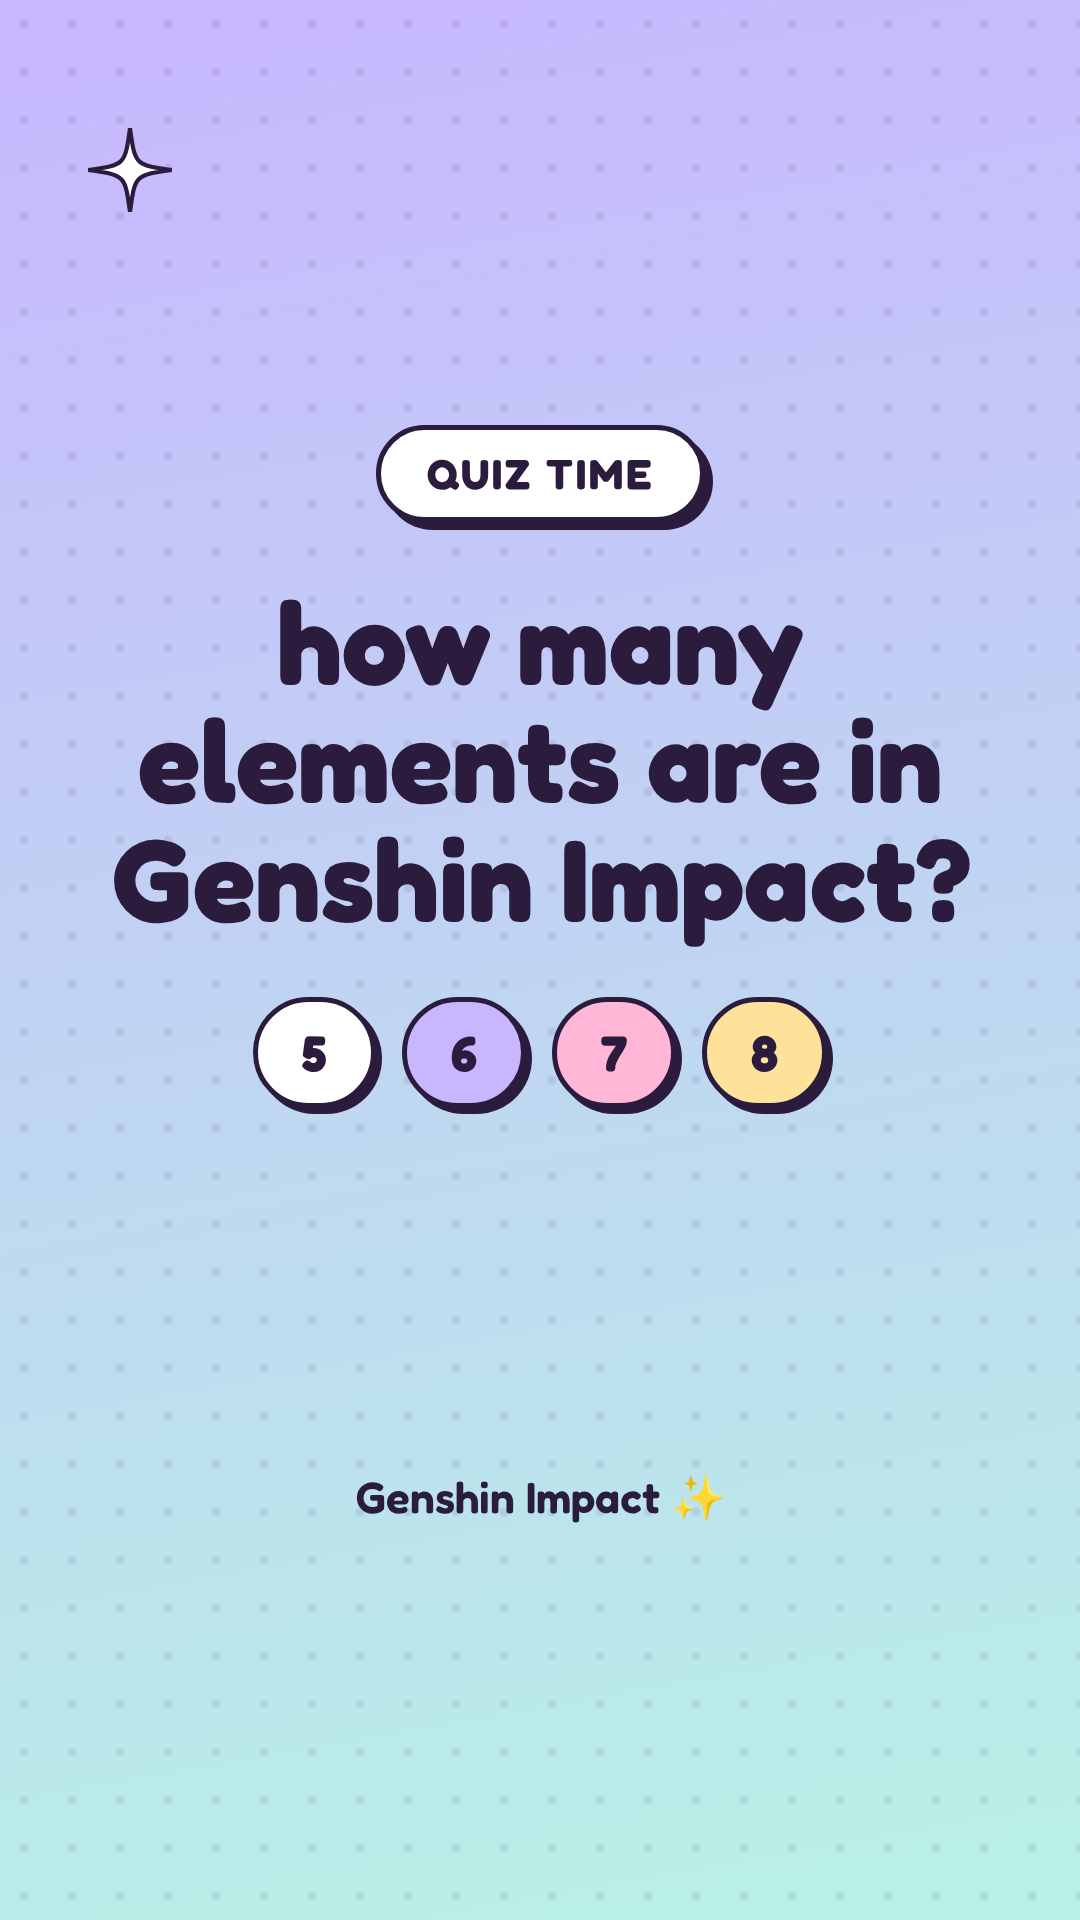 QUIZ TIME
how many
elements are in
Genshin Impact?
5 6 7 8
Genshin Impact ✨